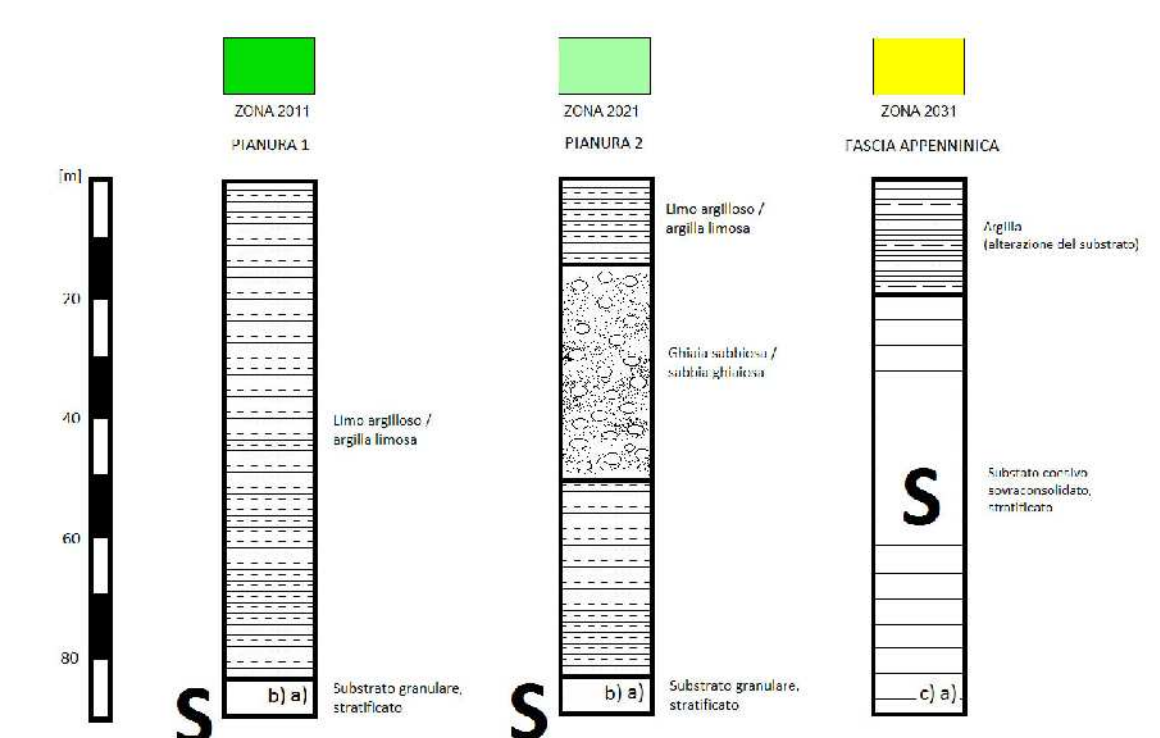 ZONA 2011
ZONA 2021
ZONA 2031
PIANURA 1
PIANURA 2
FASCIA APPENNINICA
[m]
20
40
60
80
Limo argilloso /
argilla limosa
Substrato granulare,
stratificato
S
b) a)
Limo argilloso /
argilla limosa
Ghiaia sabbiosa /
sabbia ghiaiosa
Substrato granulare,
stratificato
S
b) a)
Argilla
(alterazione del substrato)
S
Substato coesivo
sovraconsolidato,
stratificato
c) a)